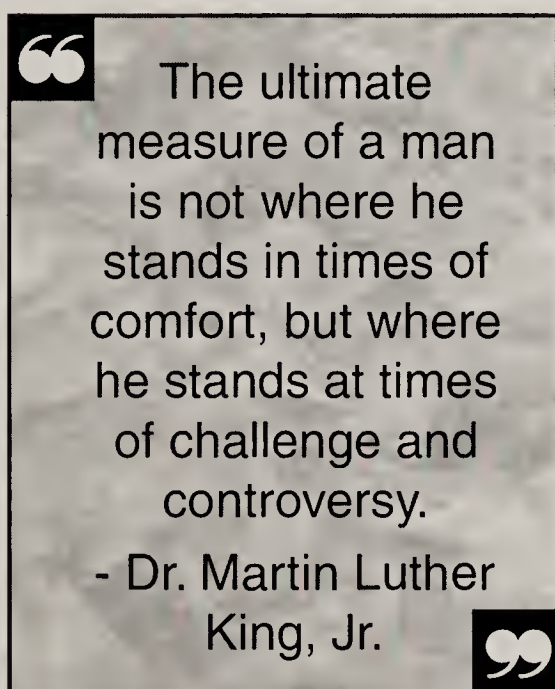 “
The ultimate
measure of a man
is not where he
stands in times of
comfort, but where
he stands at times
of challenge and
controversy.
- Dr. Martin Luther
King, Jr.
”